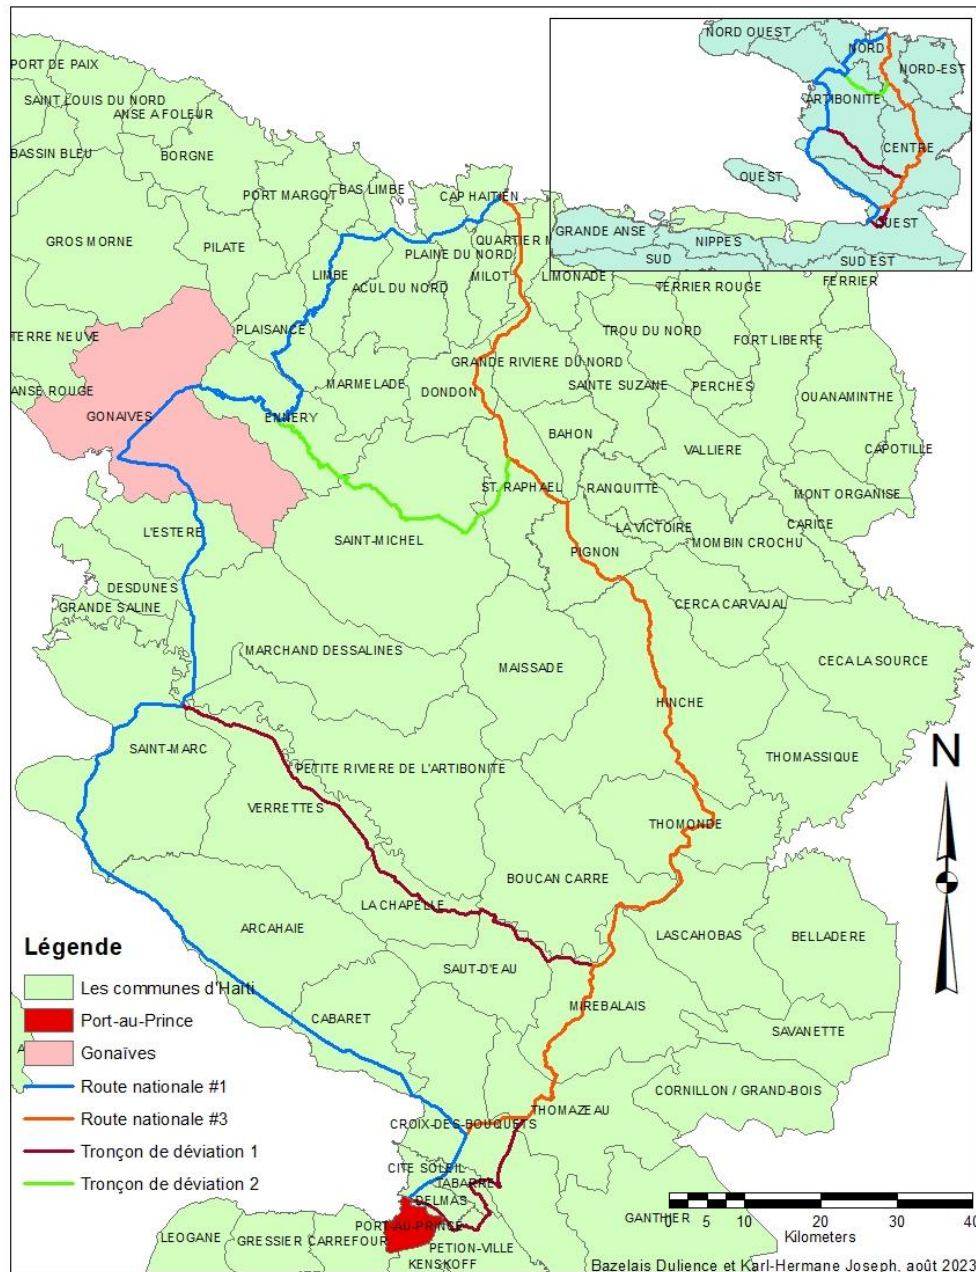 NORD OUEST
NORD
NORD-EST
ARTIBONITE
CENTRE
OUEST
OUEST
GRANDE ANSE
NIPPES
SUD
SUD EST
PORT DE PAIX
SAINT LOUIS DU NORD
ANSE A FOLEUR
BASSIN BLEU
BORGNE
PORT MARGOT
BAS LIMBE
CAP HAITIEN
GROS MORNE
PILATE
LIMBE
PLAINE DU NORD
QUARTIER M
ACUL DU NORD
MILOT
LIMONADE
TERRIER ROUGE
FERRIER
TERRE NEUVE
PLAISANCE
TROU DU NORD
FORT LIBERTE
GRANDE RIVIERE DU NORD
ANSE ROUGE
MARMELADE
DONDON
SAINTE SUZANE
PERCHES
OUANAMINTHE
GONAIVES
ENNERY
BAHON
VALLIERE
CAPOTILLE
ST. RAPHAEL
RANQUITTE
MONT ORGANISE
L'ESTERE
SAINT-MICHEL
LA VICTOIRE
CARICE
PIGNON
MOMBIN CROCHU
DESDUNES
GRANDE SALINE
CERCA CARVAJAL
MARCHAND DESSALINES
MAISSADE
CECA LA SOURCE
HINCHE
SAINT-MARC
THOMASSIQUE
N
PETITE RIVIERE DE L'ARTIBONITE
VERRETTES
THOMONDE
BOUCAN CARRE
LA CHAPELLE
ARCAHAIE
LASCAHOBAS
BELLADERE
SAUT-D'EAU
MIREBALAIS
CABARET
SAVANETTE
CORNILLON / GRAND-BOIS
THOMAZEAU
CROIX-DES-BOUQUETS
CITE SOLEIL
TABARRE
DELMAS
PORT-AU-PRINCE
GANTHIER
LEOGANE
GRESSIER
CARREFOUR
PETION-VILLE
KENSKOFF
Légende
Les communes d'Haïti
Port-au-Prince
Gonaïves
Route nationale #1
Route nationale #3
Tronçon de déviation 1
Tronçon de déviation 2
0 5 10 20 30 40
Kilometers
Bazelais Dulience et Karl-Hermane Joseph, août 2023